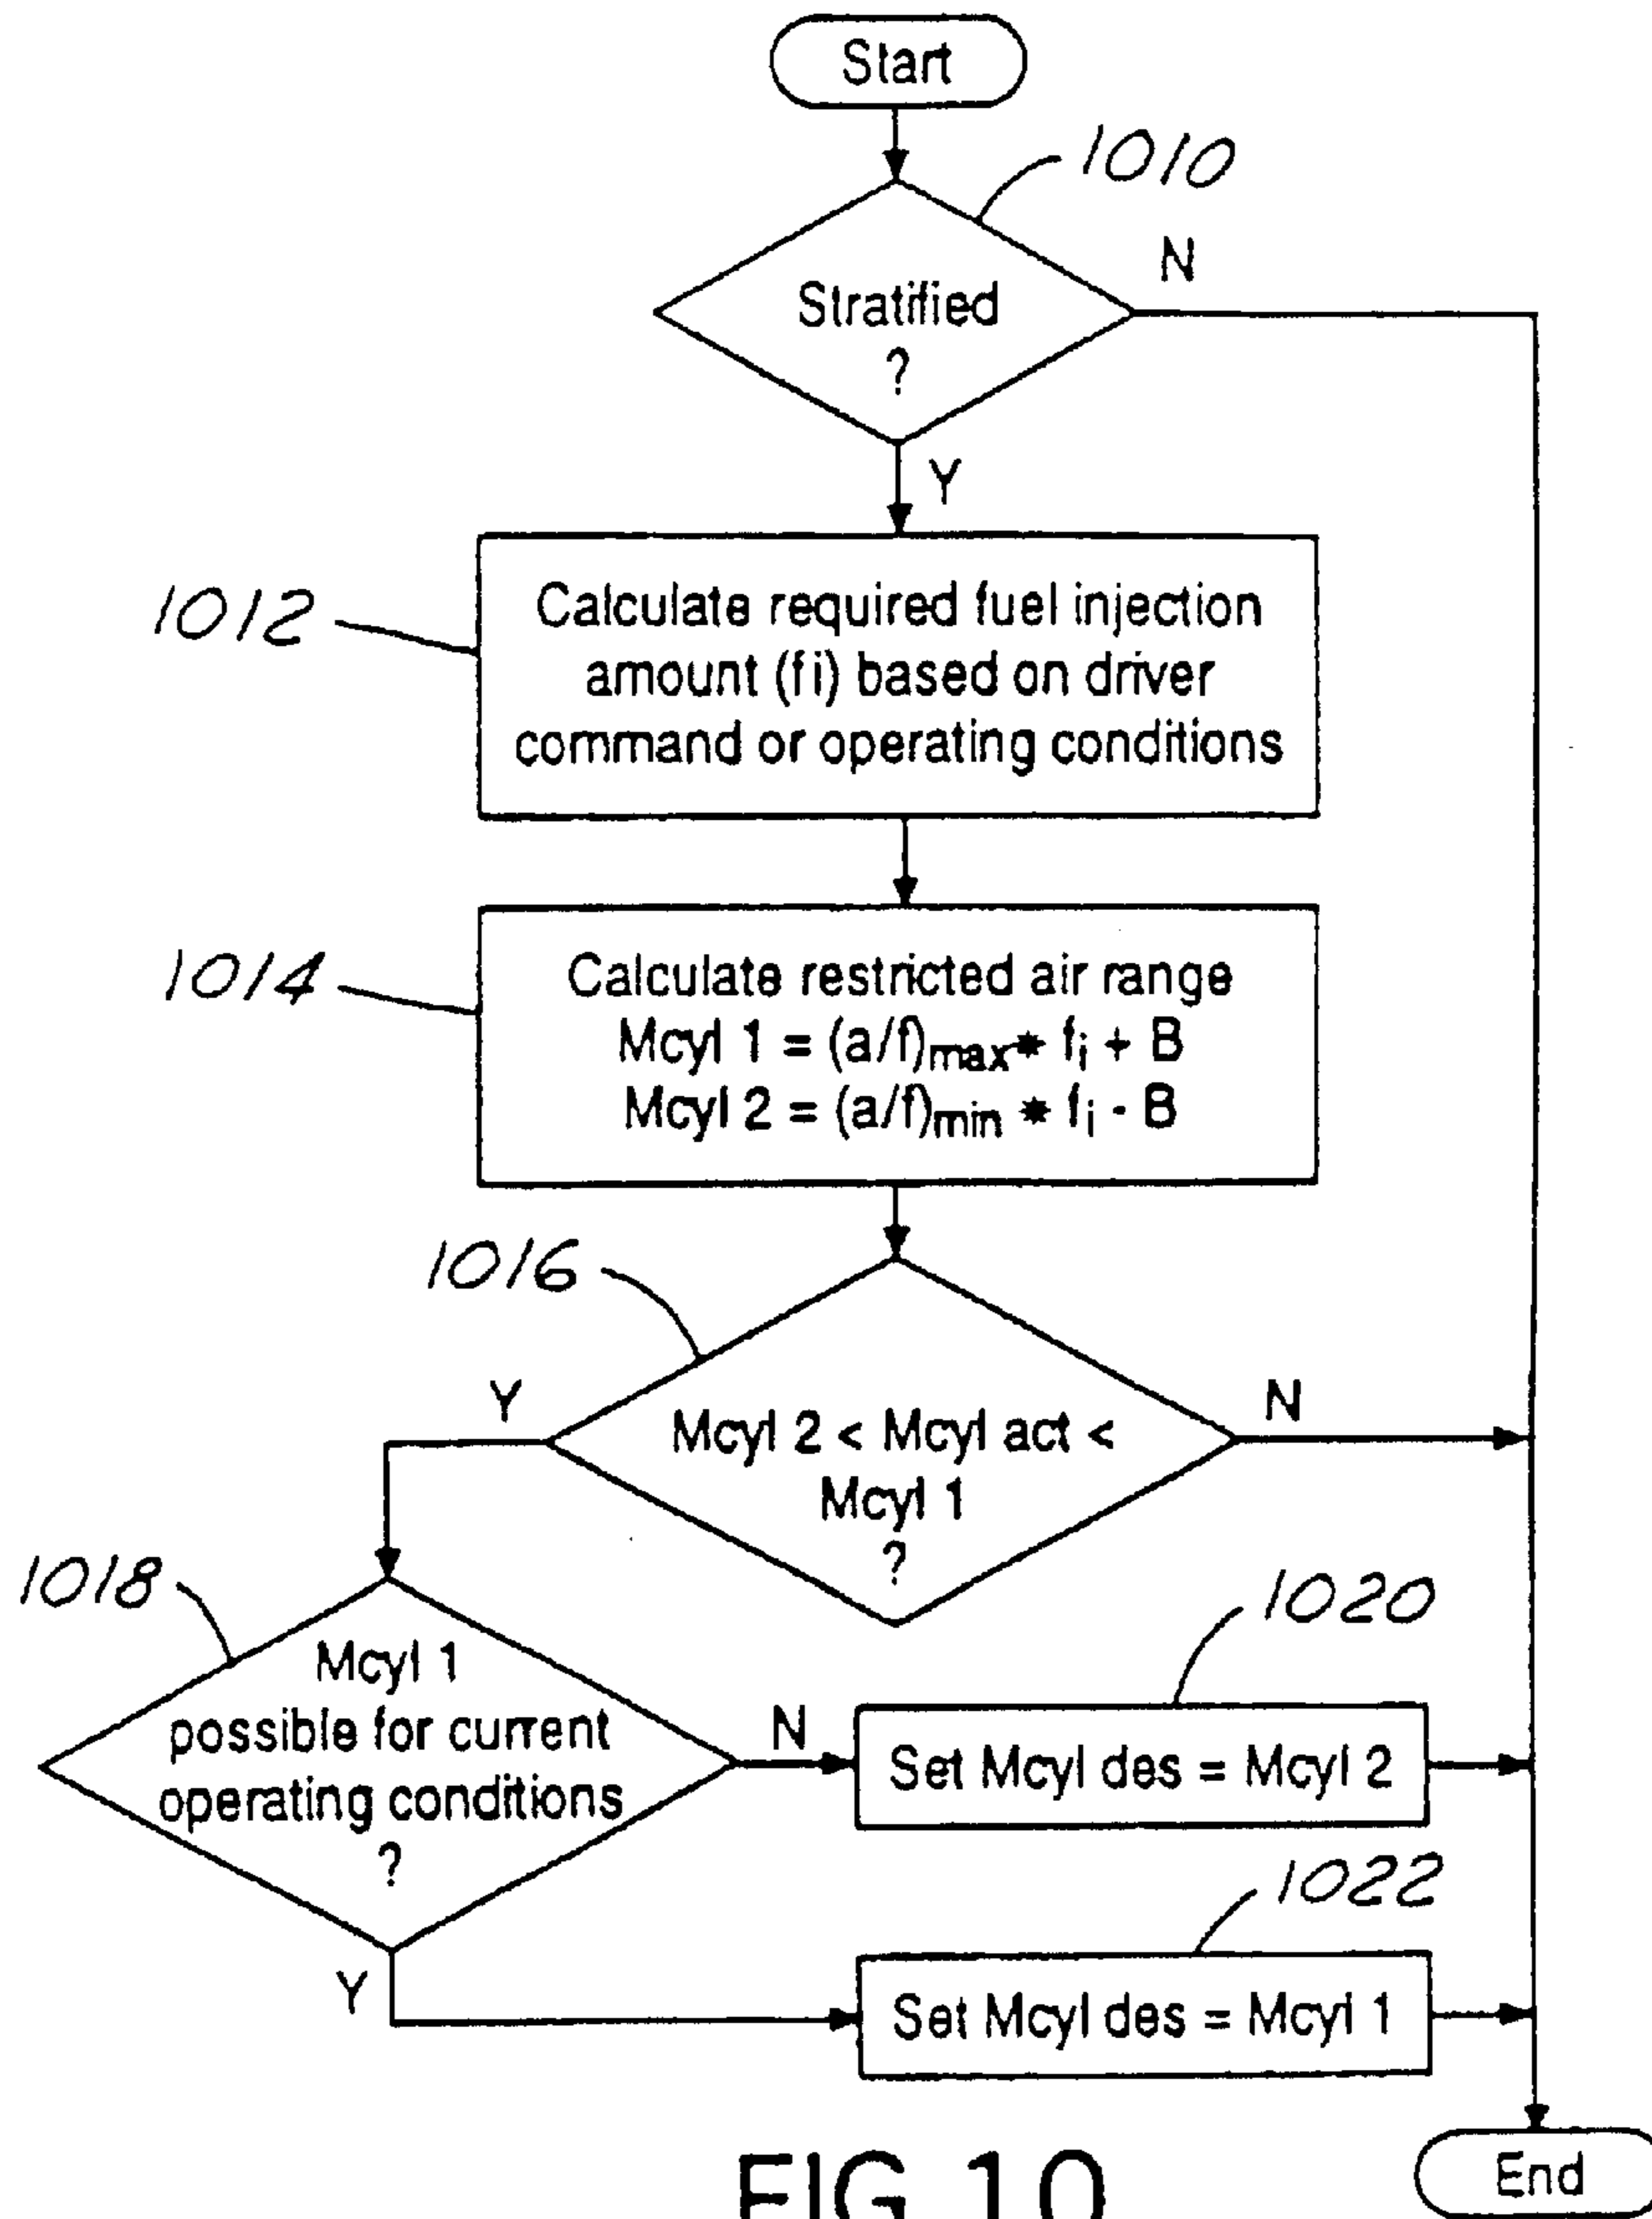 Start
1010
N
Stratified
?
Y
1012
Calculate required fuel injection
amount (fi) based on driver
command or operating conditions
1014
Calculate restricted air range
Mcyl 1 = (a/f)max * fi + B
Mcyl 2 = (a/f)min * fi - B
1016
Y
N
Mcyl 2 < Mcyl act <
Mcyl 1
?
1018
1020
Mcyl 1
possible for current
operating conditions
?
N
Set Mcyl des = Mcyl 2
1022
Y
Set Mcyl des = Mcyl 1
End
FIG. 10